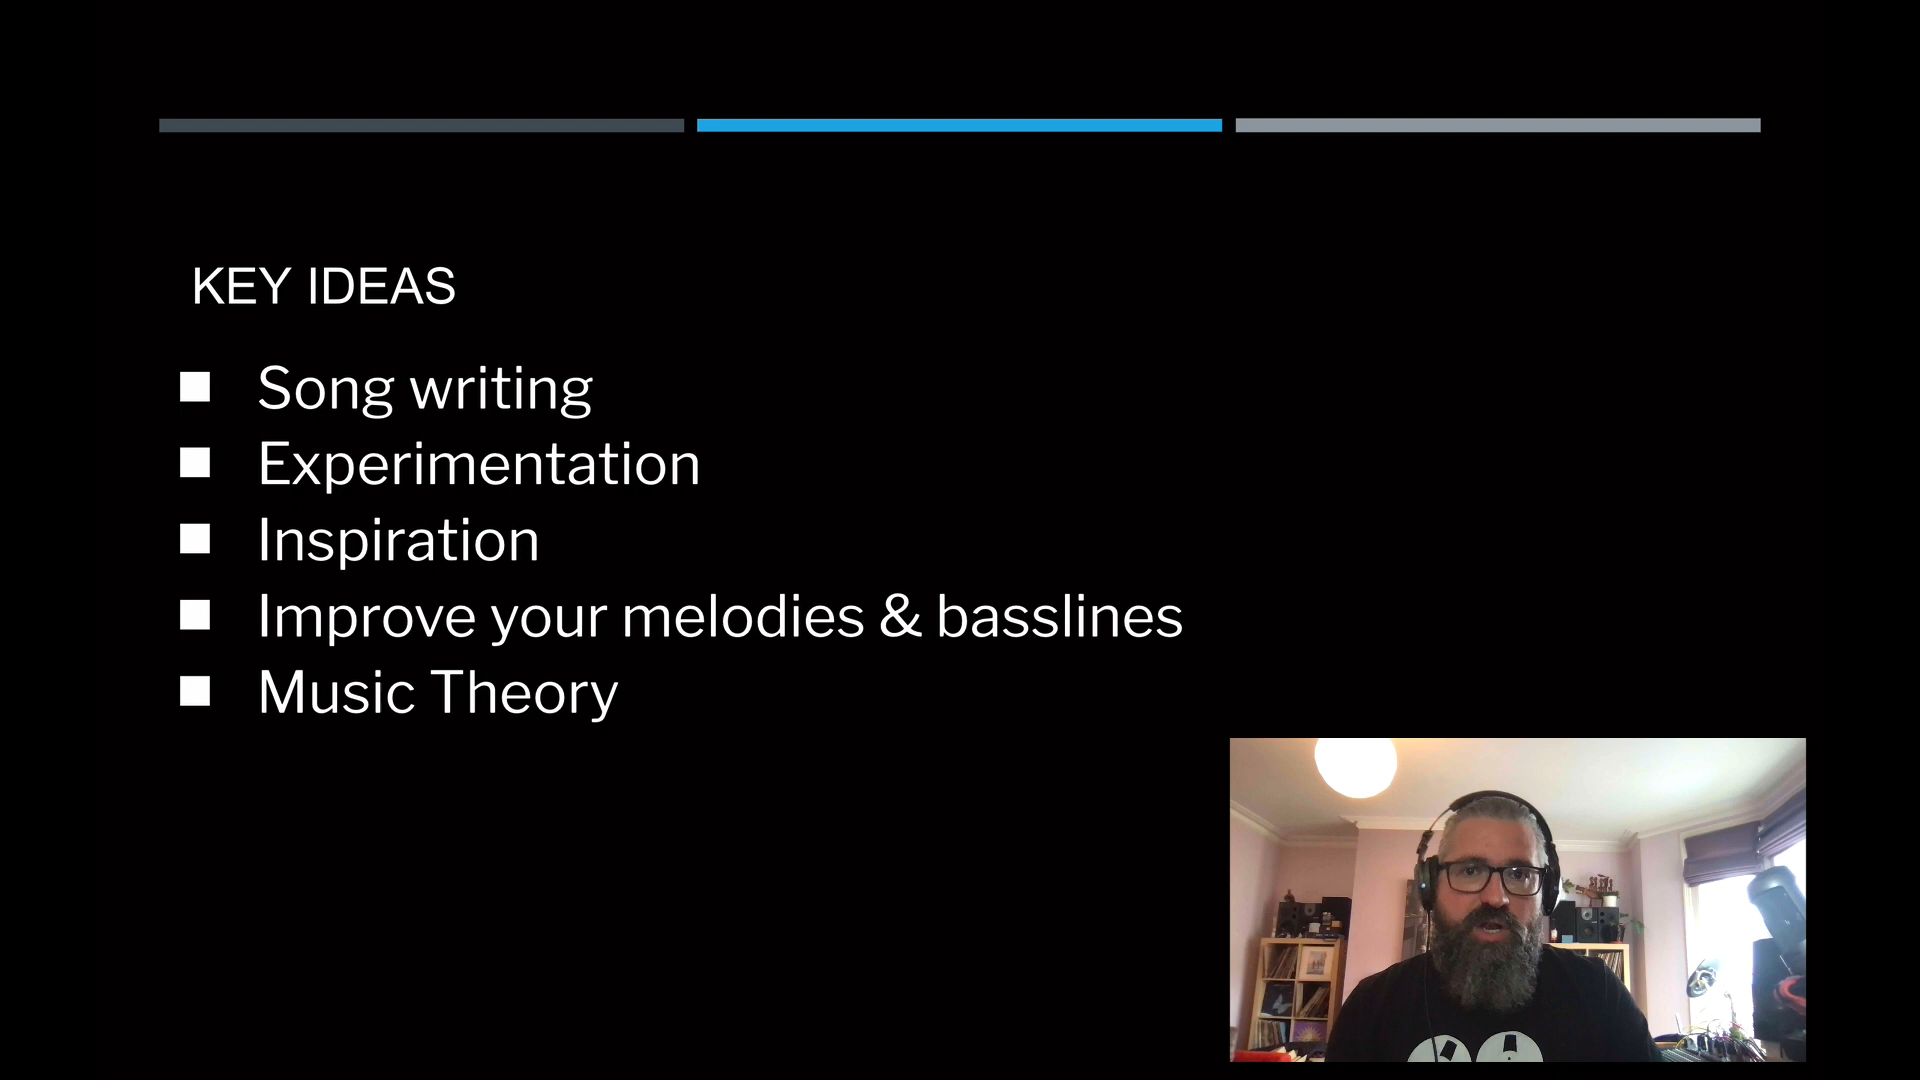 KEY IDEAS
Song writing
Experimentation
Inspiration
Improve your melodies & basslines
Music Theory